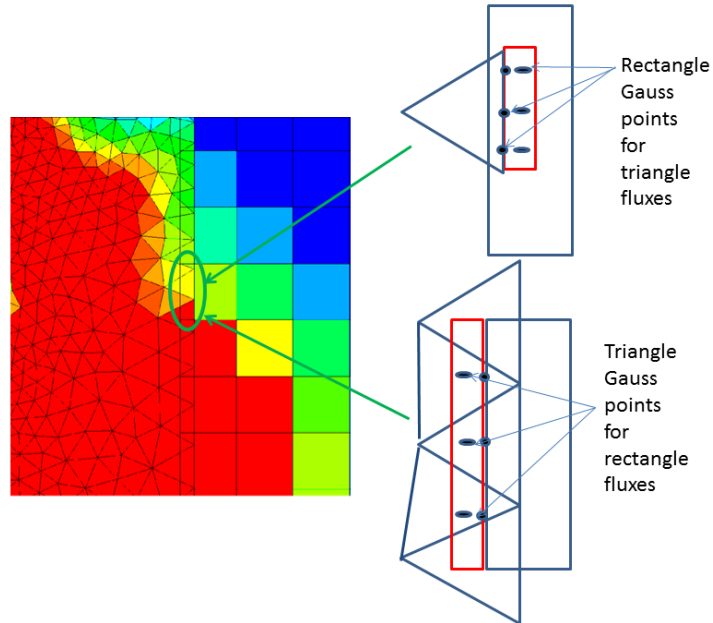 Rectangle
Gauss
points
for
triangle
fluxes
Triangle
Gauss
points
for
rectangle
fluxes